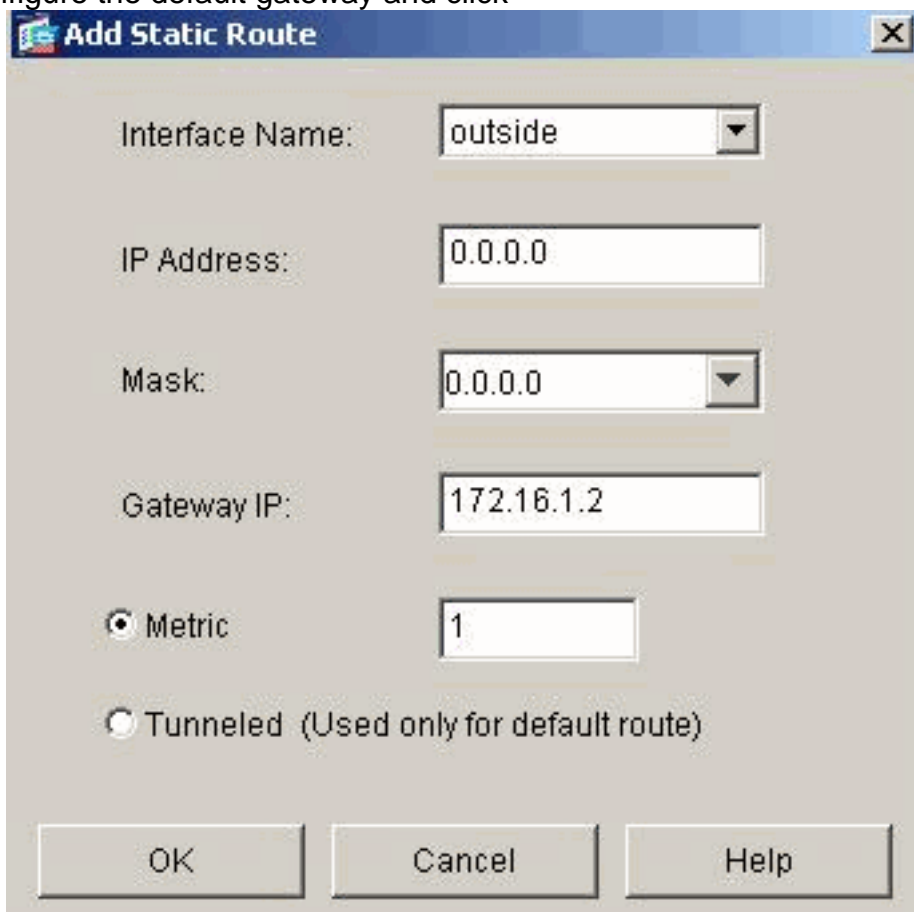 figure the default gateway and click
Add Static Route
Interface Name: outside
IP Address: 0.0.0.0
Mask: 0.0.0.0
Gateway IP: 172.16.1.2
Metric 1
Tunneled (Used only for default route)
OK Cancel Help